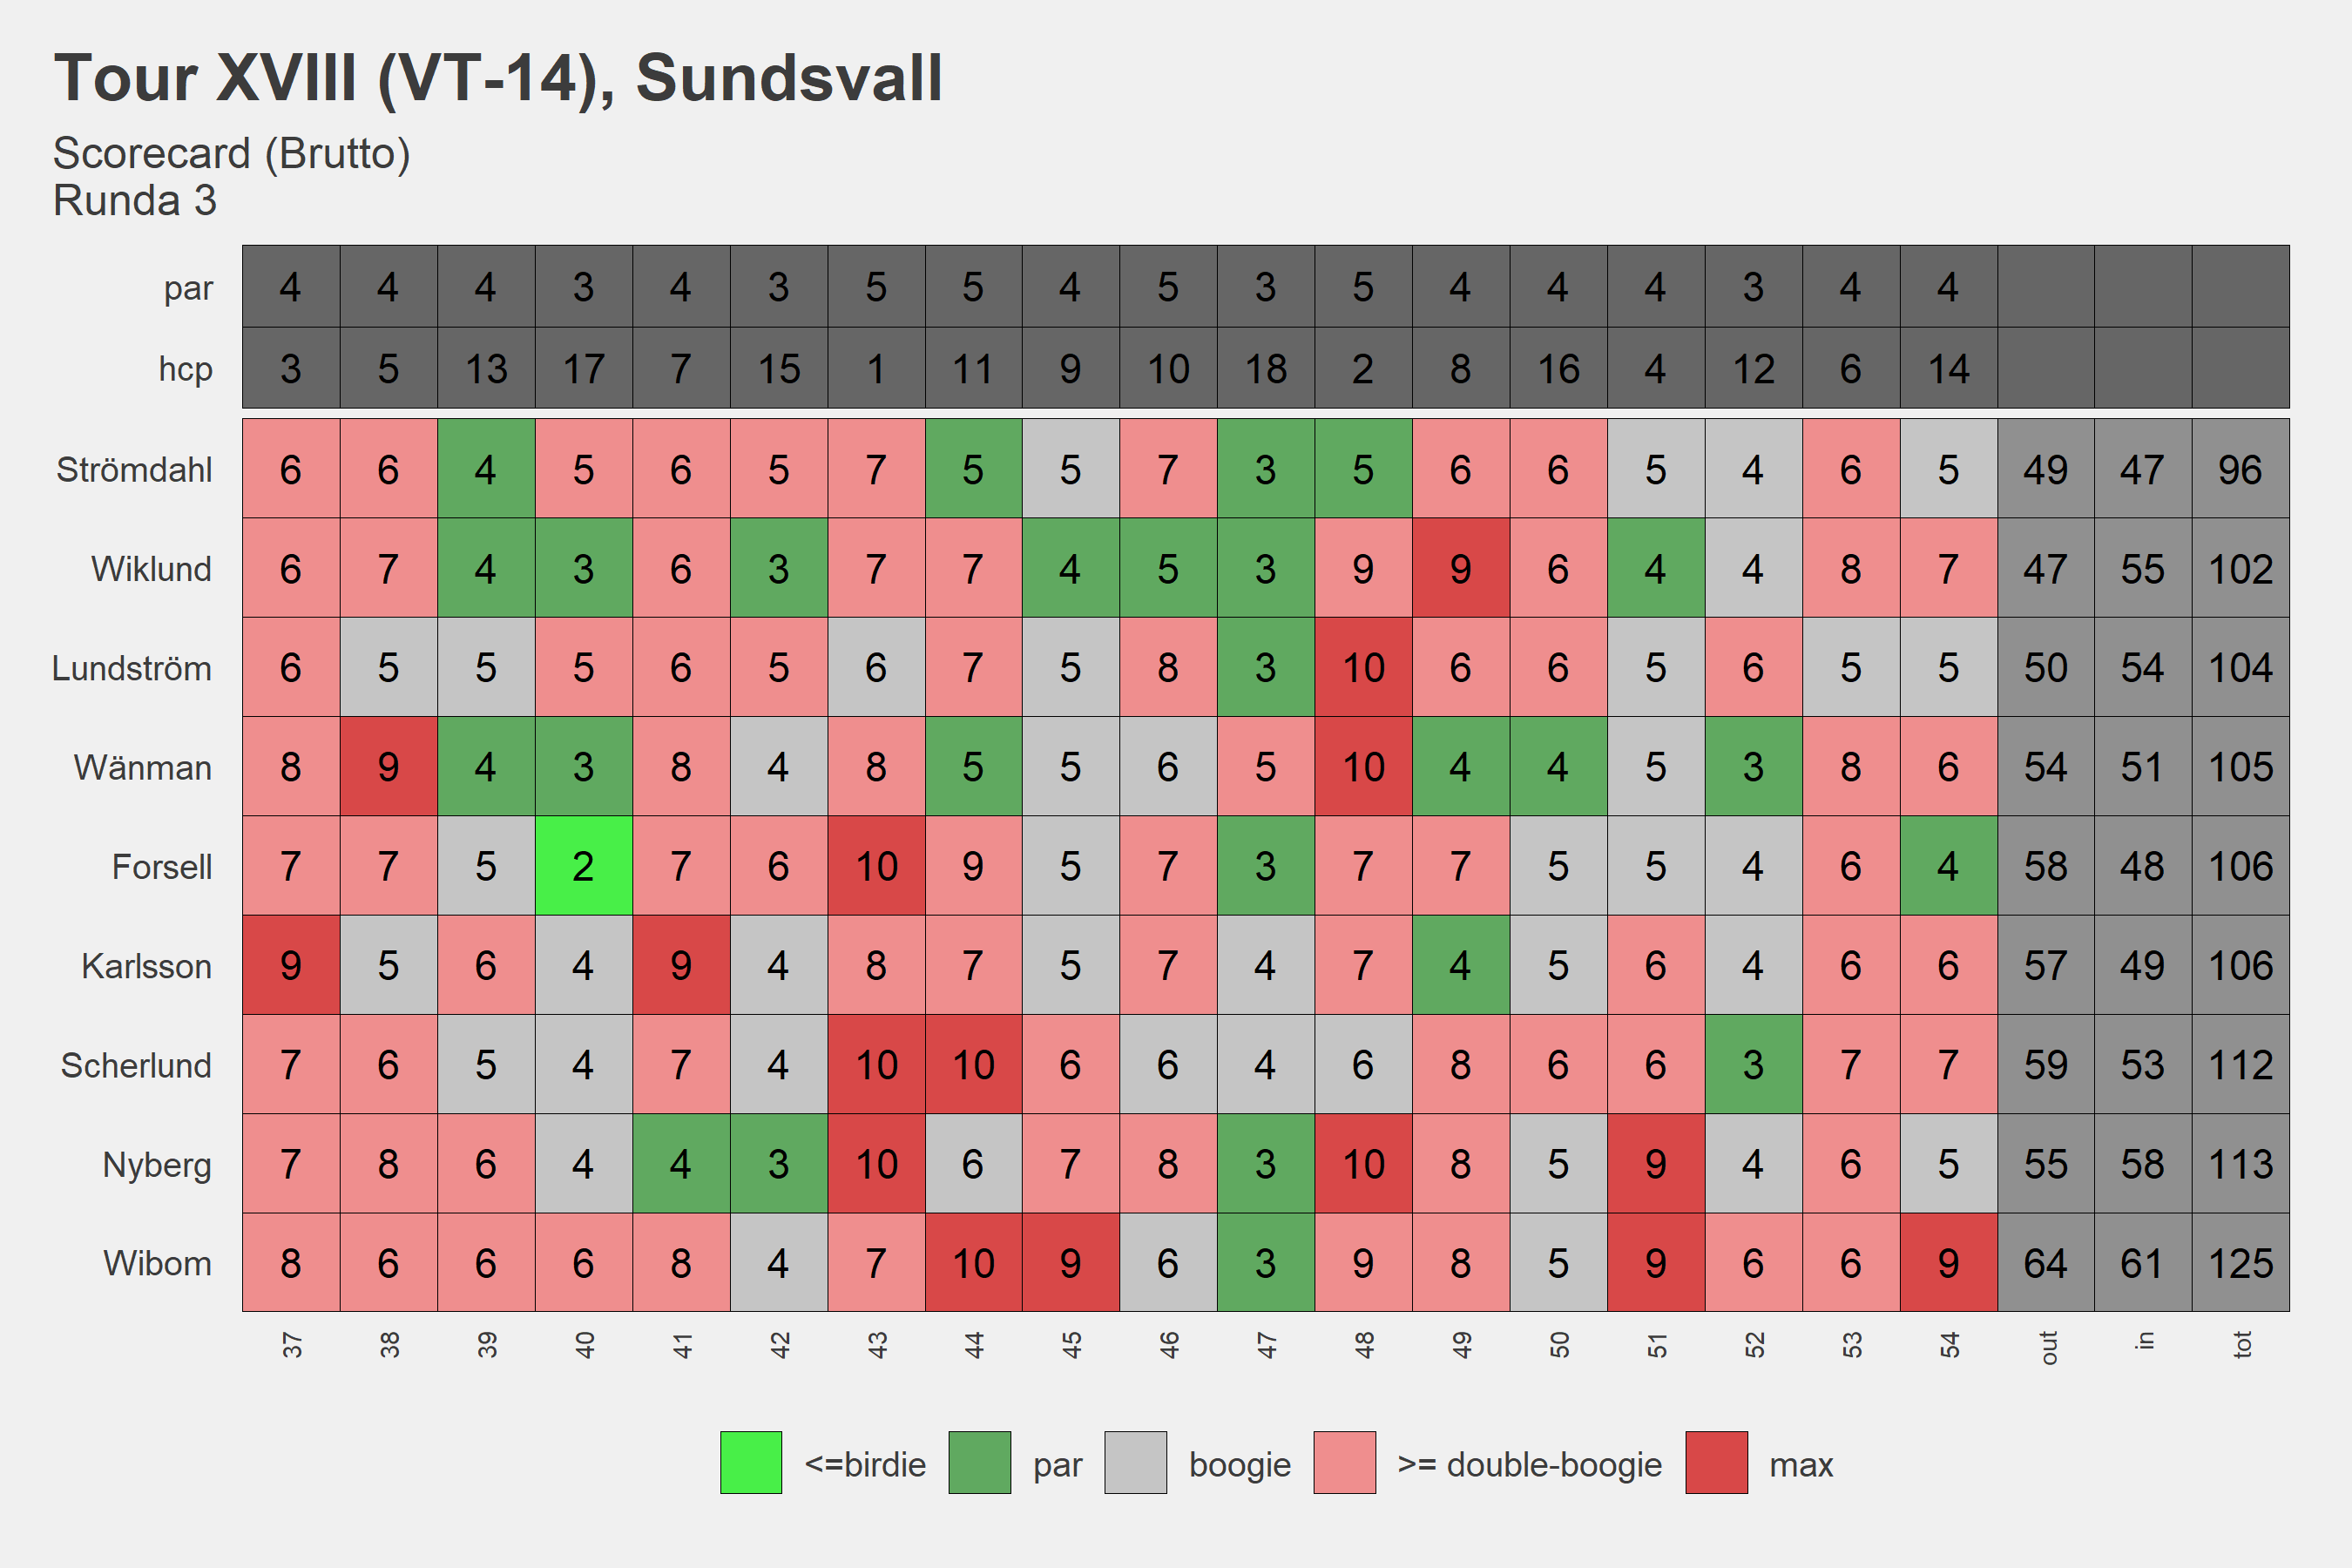 Tour XVIII (VT-14), Sundsvall
Scorecard (Brutto)
Runda 3
par 4 4 4 3 4 3 5 5 4 5 3 5 4 4 4 3 4 4
hcp 3 5 13 17 7 15 1 11 9 10 18 2 8 16 4 12 6 14
Strömdahl 6 6 4 5 6 5 7 5 5 7 3 5 6 6 5 4 6 5 49 47 96
Wiklund 6 7 4 3 6 3 7 7 4 5 3 9 9 6 4 4 8 7 47 55 102
Lundström 6 5 5 5 6 5 6 7 5 8 3 10 6 6 5 6 5 5 50 54 104
Wänman 8 9 4 3 8 4 8 5 5 6 5 10 4 4 5 3 8 6 54 51 105
Forsell 7 7 5 2 7 6 10 9 5 7 3 7 7 5 5 4 6 4 58 48 106
Karlsson 9 5 6 4 9 4 8 7 5 7 4 7 4 5 6 4 6 6 57 49 106
Scherlund 7 6 5 4 7 4 10 10 6 6 4 6 8 6 6 3 7 7 59 53 112
Nyberg 7 8 6 4 4 3 10 6 7 8 3 10 8 5 9 4 6 5 55 58 113
Wibom 8 6 6 6 8 4 7 10 9 6 3 9 8 5 9 6 6 9 64 61 125
37 38 39 40 41 42 43 44 45 46 47 48 49 50 51 52 53 54 out in tot
<=birdie par boogie >= double-boogie max